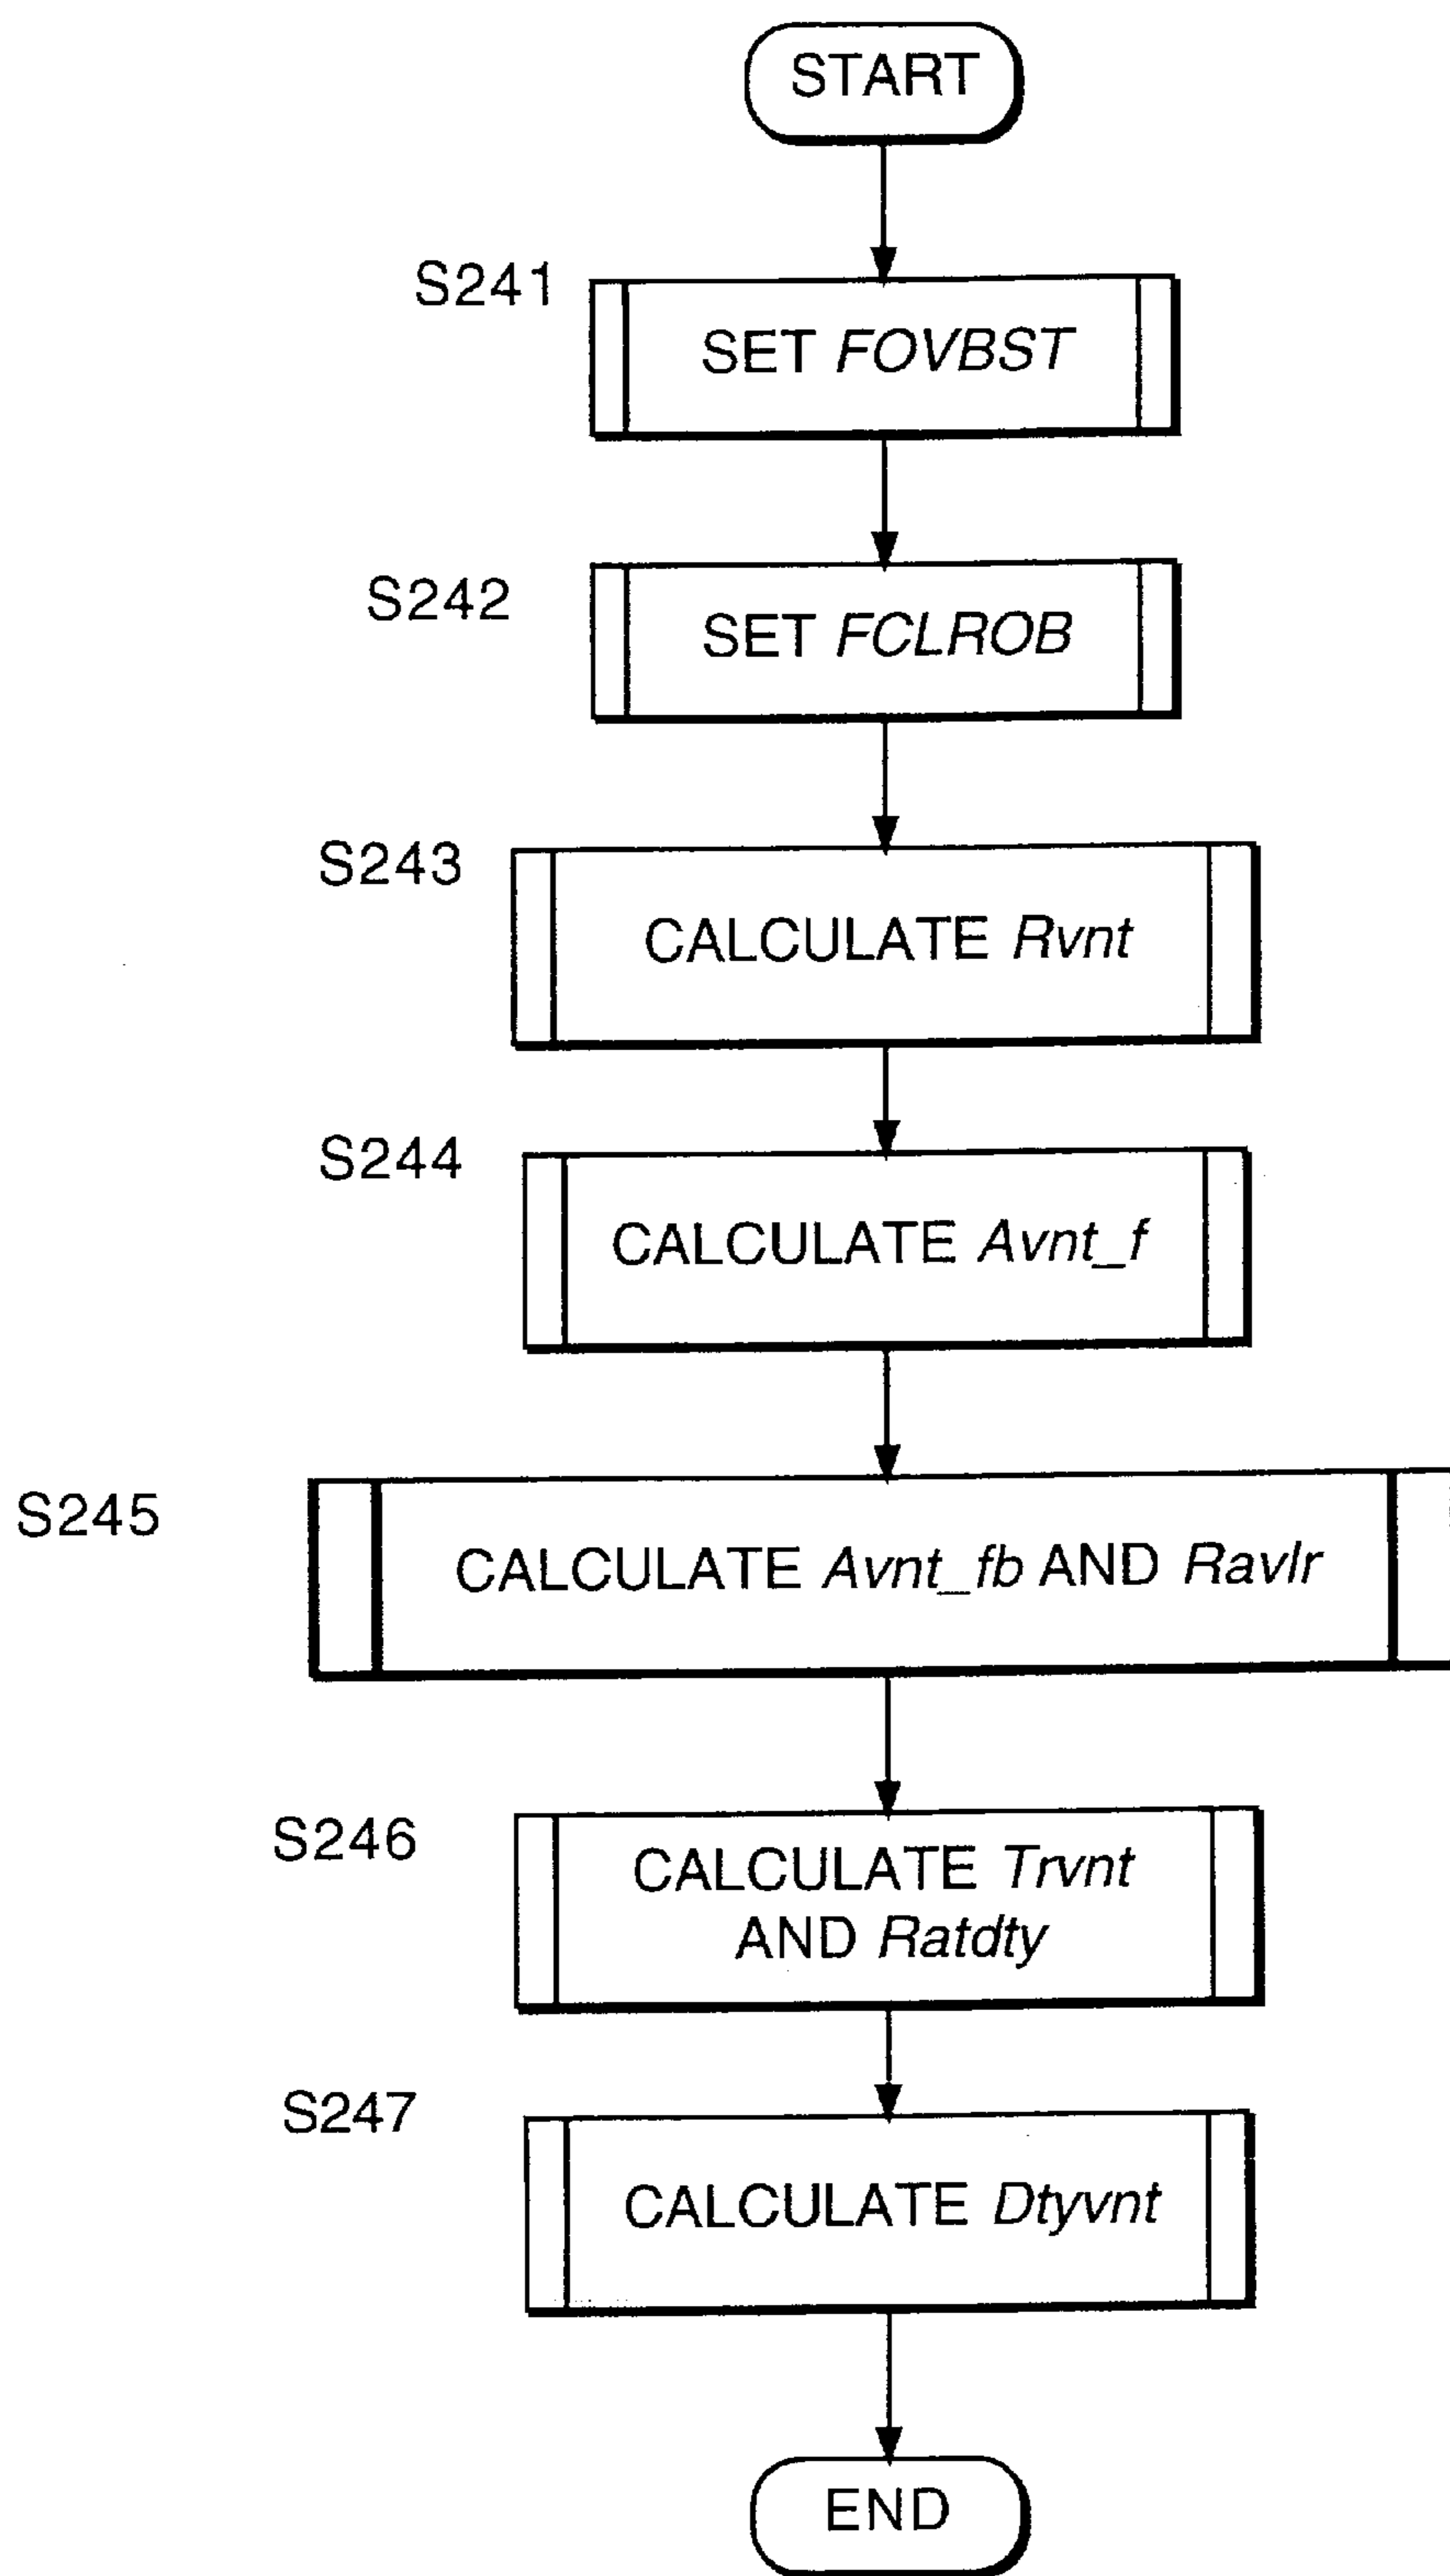 START
S241
SET FOVBST
S242
SET FCLROB
S243
CALCULATE Rvnt
S244
CALCULATE Avnt_f
S245
CALCULATE Avnt_fb AND Ravlr
S246
CALCULATE Trvnt
AND Ratdty
S247
CALCULATE Dtyvnt
END